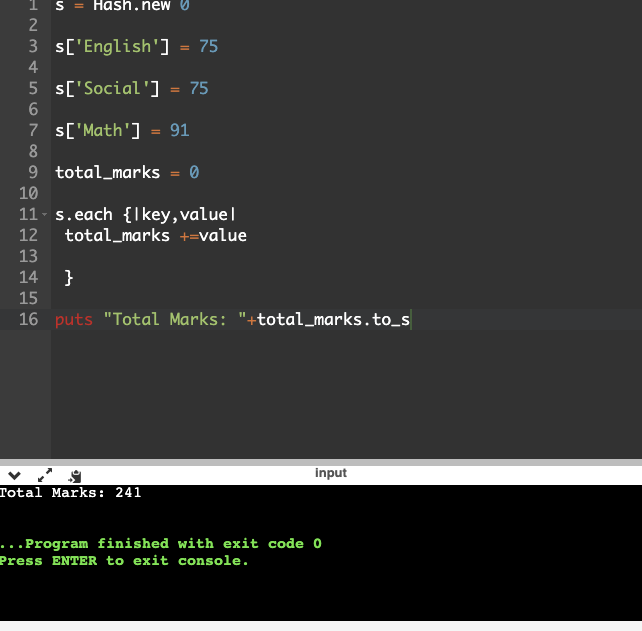 1 s = Hash.new 0
2
3 s['English'] = 75
4
5 s['Social'] = 75
6
7 s['Math'] = 91
8
9 total_marks = 0
10
11 s.each {|key,value|
12  total_marks +=value
13
14  }
15
16 puts "Total Marks: "+total_marks.to_s
input
Total Marks: 241
...Program finished with exit code 0
Press ENTER to exit console.